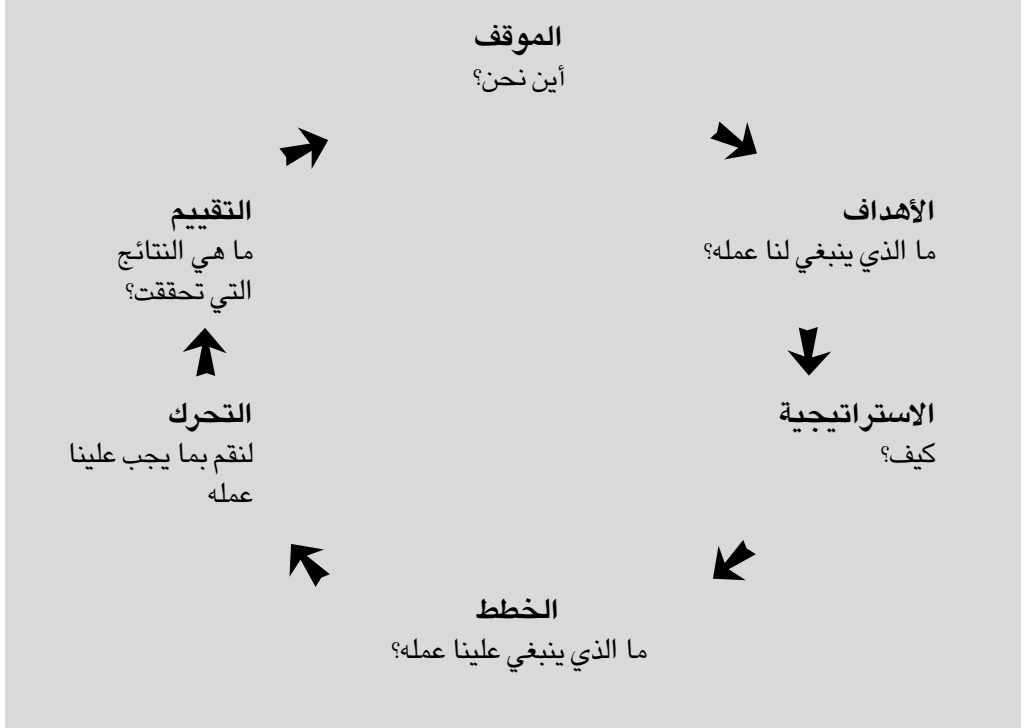 الموقف
أين نحن؟
الأهداف
ما الذي ينبغي لنا عمله؟
الاستراتيجية
كيف؟
الخطط
ما الذي ينبغي علينا عمله؟
التحرك
لنقم بما يجب علينا
عمله
التقييم
ما هي النتائج
التي تحققت؟